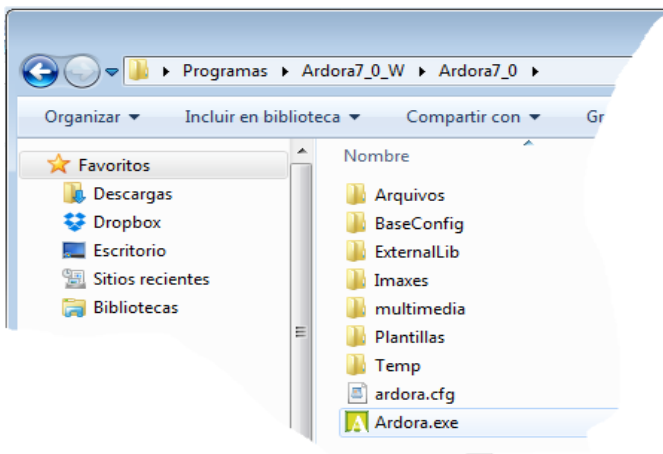 Programas Ardora7_0_W Ardora7_0
Organizar Incluir en biblioteca Compartir con Gr
Favoritos
Descargas
Dropbox
Escritorio
Sitios recientes
Bibliotecas
Nombre
Arquivos
BaseConfig
ExternalLib
Imaxes
multimedia
Plantillas
Temp
ardora.cfg
Ardora.exe